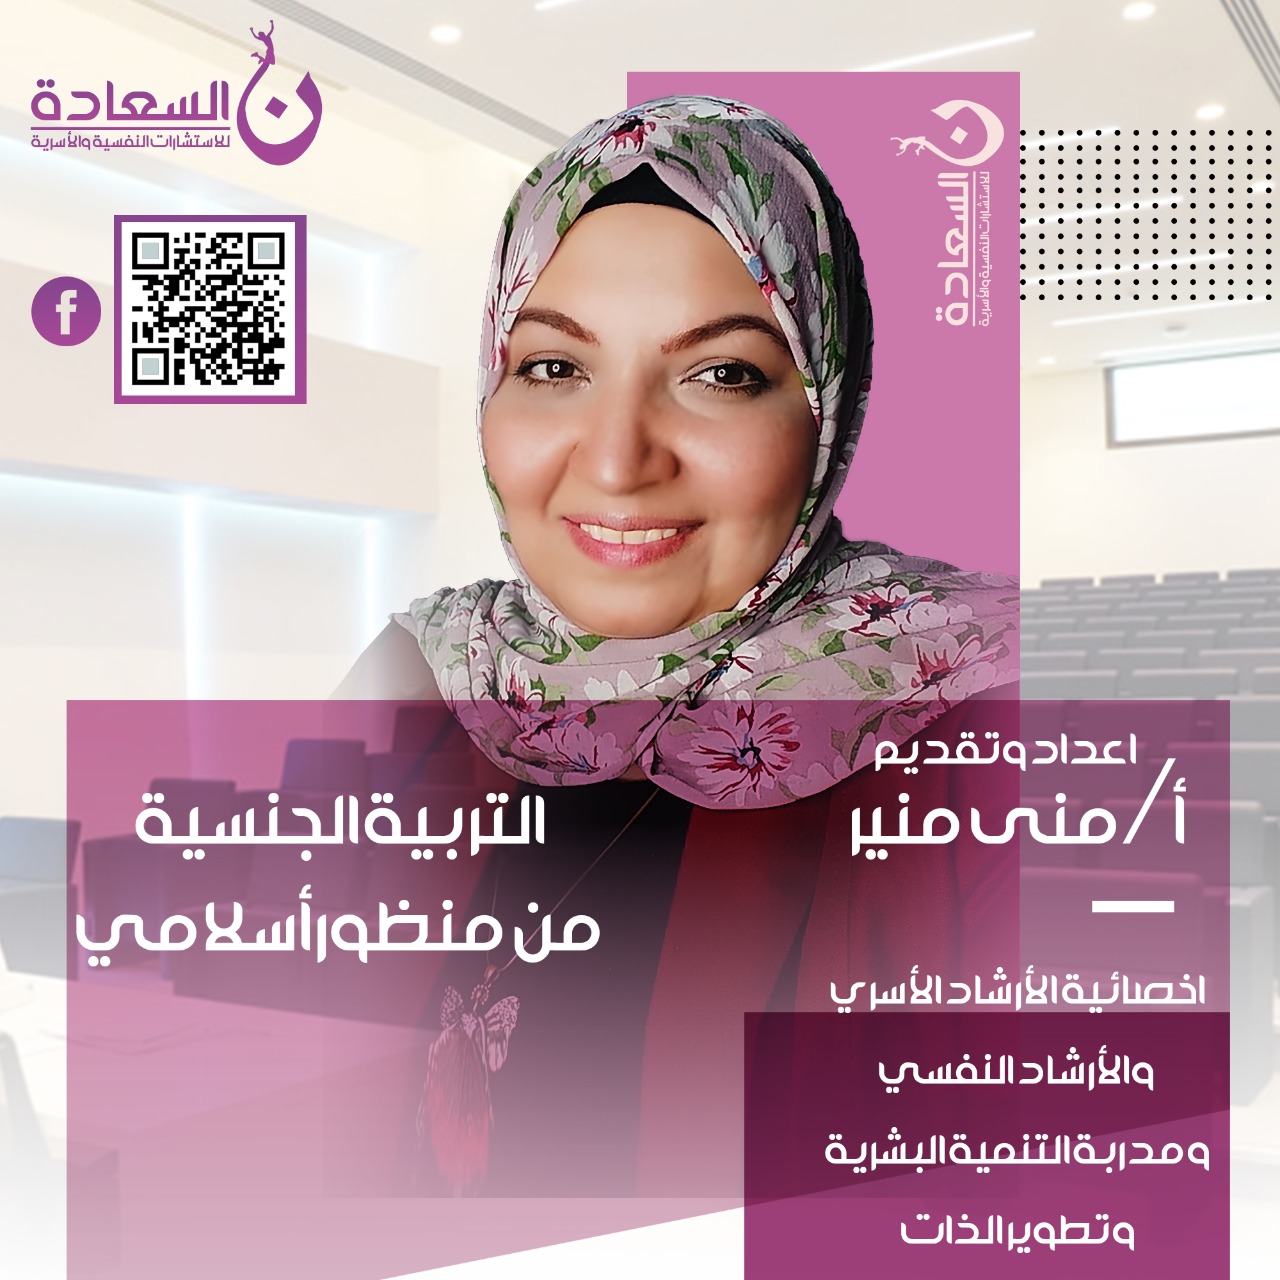 السعادة
للاستشارات النفسية والأسرية
السعادة
للاستشارات النفسية والأسرية
اعداد وتقديم
أ/منى منير
التربية الجنسية
من منظور أسلامي
اخصائية الأرشاد الأسري
والأرشاد النفسي
ومدربة التنمية البشرية
وتطوير الذات